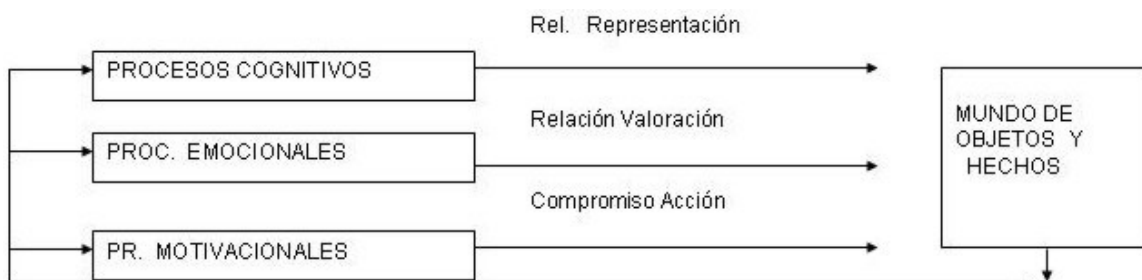 Rel. Representación
PROCESOS COGNITIVOS
Relación Valoración
MUNDO DE
OBJETOS Y
HECHOS
PROC. EMOCIONALES
Compromiso Acción
PR. MOTIVACIONALES